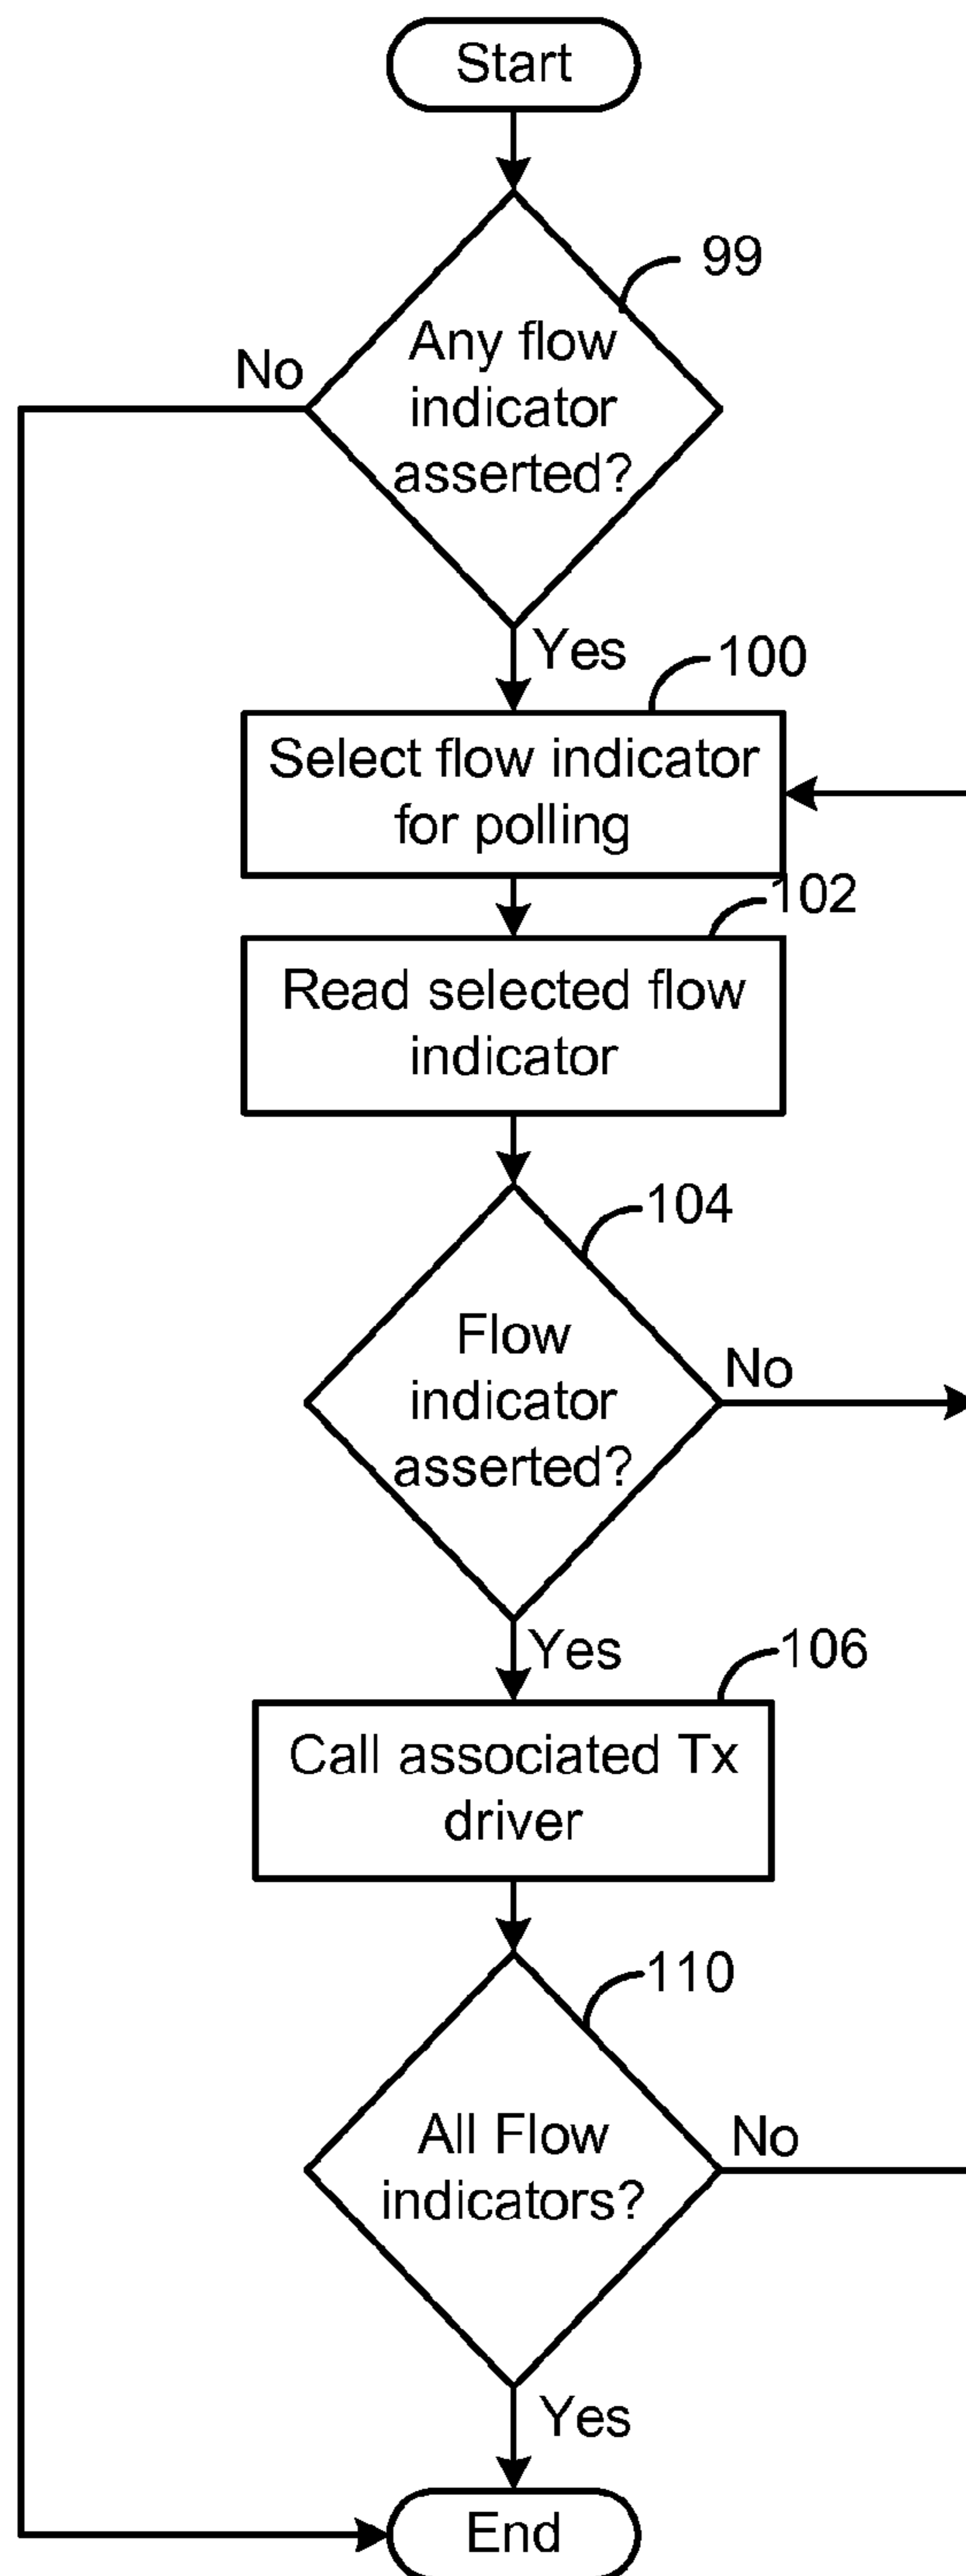 Start
99
Any flow
indicator
asserted?
No
Yes
100
Select flow indicator
for polling
102
Read selected flow
indicator
104
Flow
indicator
asserted?
No
Yes
106
Call associated Tx
driver
110
All Flow
indicators?
No
Yes
End